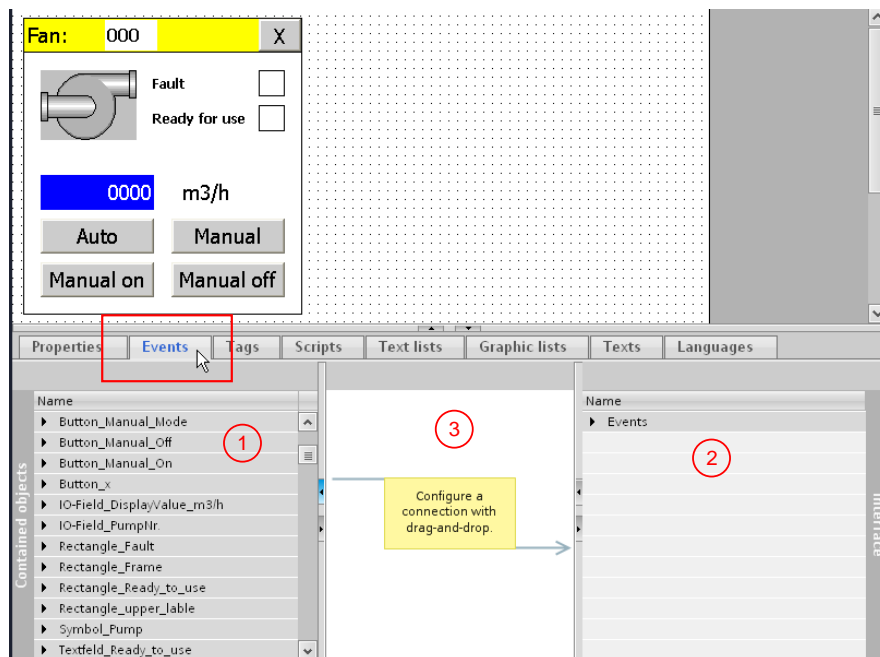 Fan: 000 X
Fault
Ready for use
0000 m3/h
Auto Manual
Manual on Manual off
Properties Events Tags Scripts Text lists Graphic lists Texts Languages
Name
Button_Manual_Mode
Button_Manual_Off
Button_Manual_On
Button_x
IO-Field_DisplayValue_m3/h
IO-Field_PumpNr.
Rectangle_Fault
Rectangle_Frame
Rectangle_Ready_to_use
Rectangle_upper_lable
Symbol_Pump
Textfeld_Ready_to_use
Contained objects
1
3
Configure a
connection with
drag-and-drop.
Name
Events
2
Interface